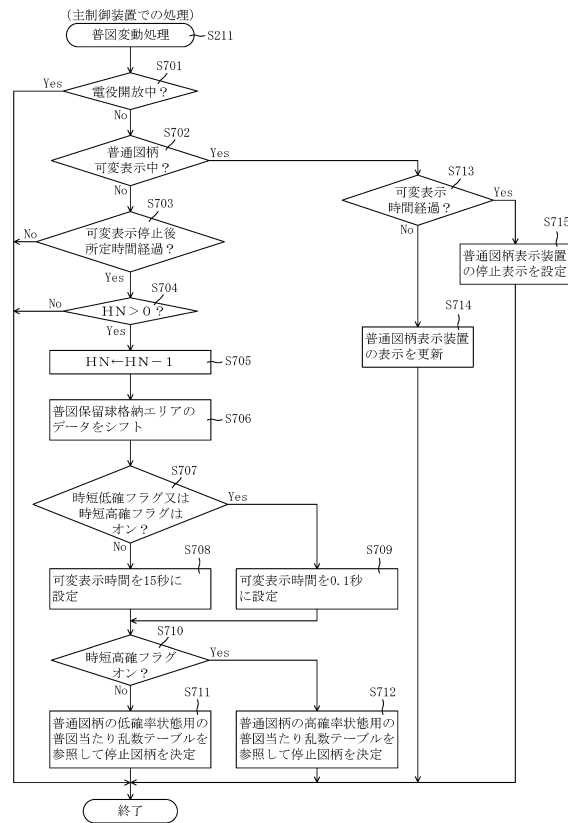 (主制御装置での処理)
普図変動処理
S211
S701
Yes
電役開放中？
No
S702
普通図柄
可変表示中？
Yes
No
S713
可変表示
時間経過？
Yes
No
S703
No
可変表示停止後
所定時間経過？
Yes
S715
普通図柄表示装置
の停止表示を設定
S704
No
HN＞0？
Yes
S714
普通図柄表示装置
の表示を更新
HN←HN－1
S705
普図保留球格納エリアの
データをシフト
S706
S707
時短低確フラグ又は
時短高確フラグは
オン？
Yes
No
S708
可変表示時間を15秒に
設定
S709
可変表示時間を0.1秒
に設定
S710
時短高確フラグ
オン？
Yes
No
S711
普通図柄の低確率状態用の
普図当たり乱数テーブルを
参照して停止図柄を決定
S712
普通図柄の高確率状態用の
普図当たり乱数テーブルを
参照して停止図柄を決定
終了